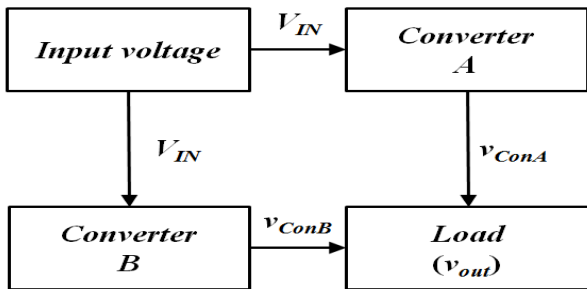 V_IN
Input voltage
Converter
A
V_IN
v_ConA
Converter
B
v_ConB
Load
(v_out)